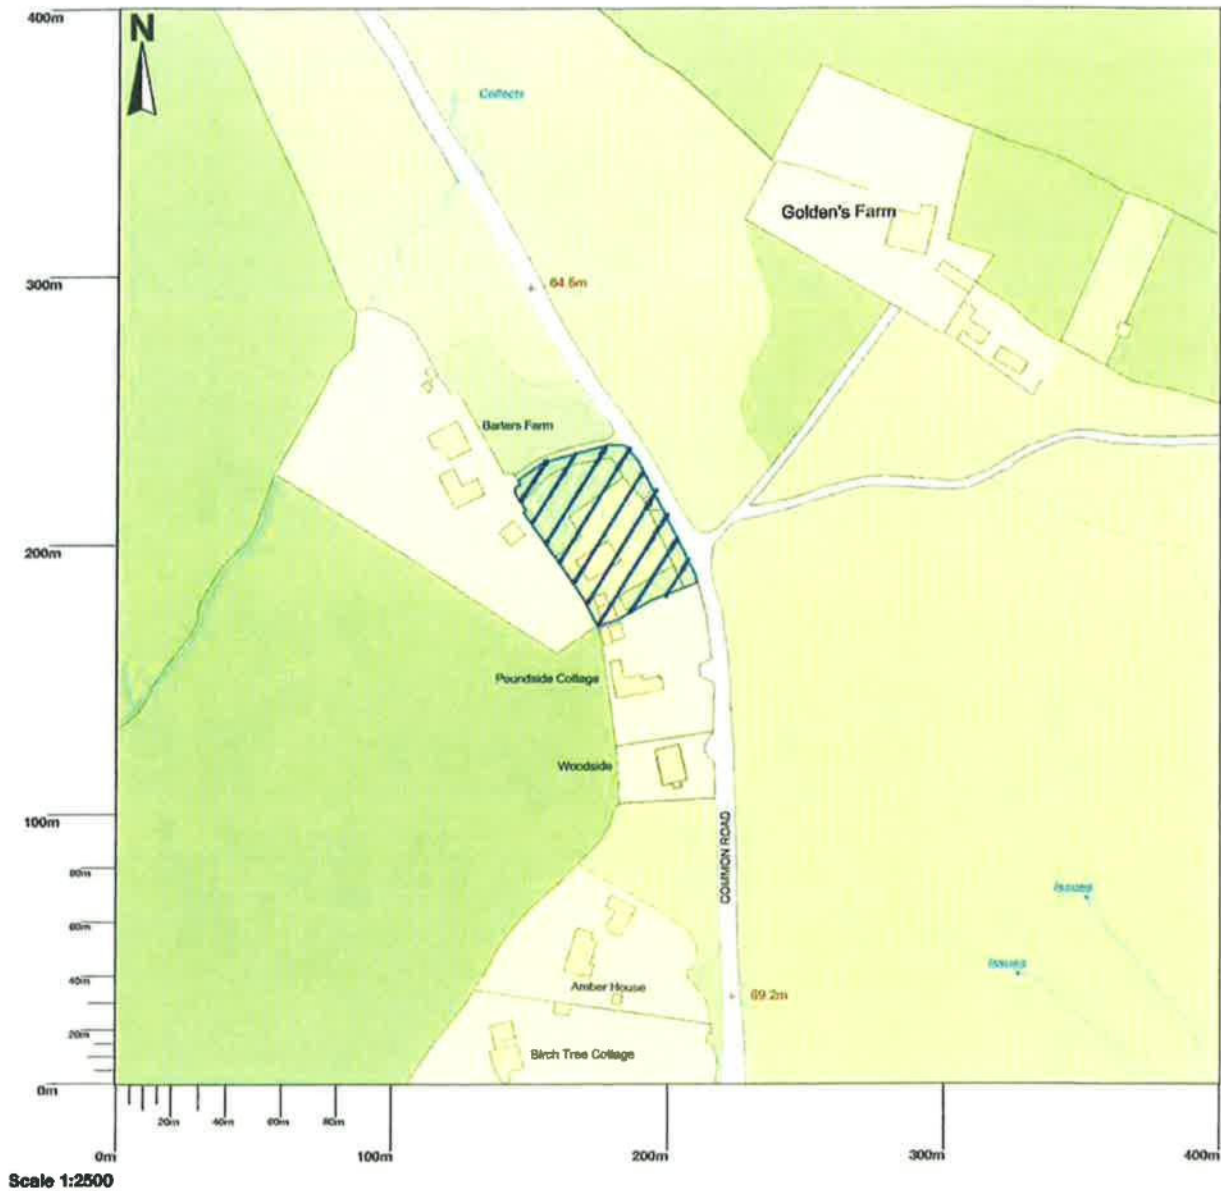 400m
N
Collects
Golden's Farm
300m
64.5m
Barters Farm
200m
Poundside Cottage
Woodside
100m
COMMON ROAD
80m
Issues
60m
Issues
40m
Amber House
69.2m
20m
Birch Tree Cottage
0m
20m 40m 60m 80m
0m 100m 200m 300m 400m
Scale 1:2500